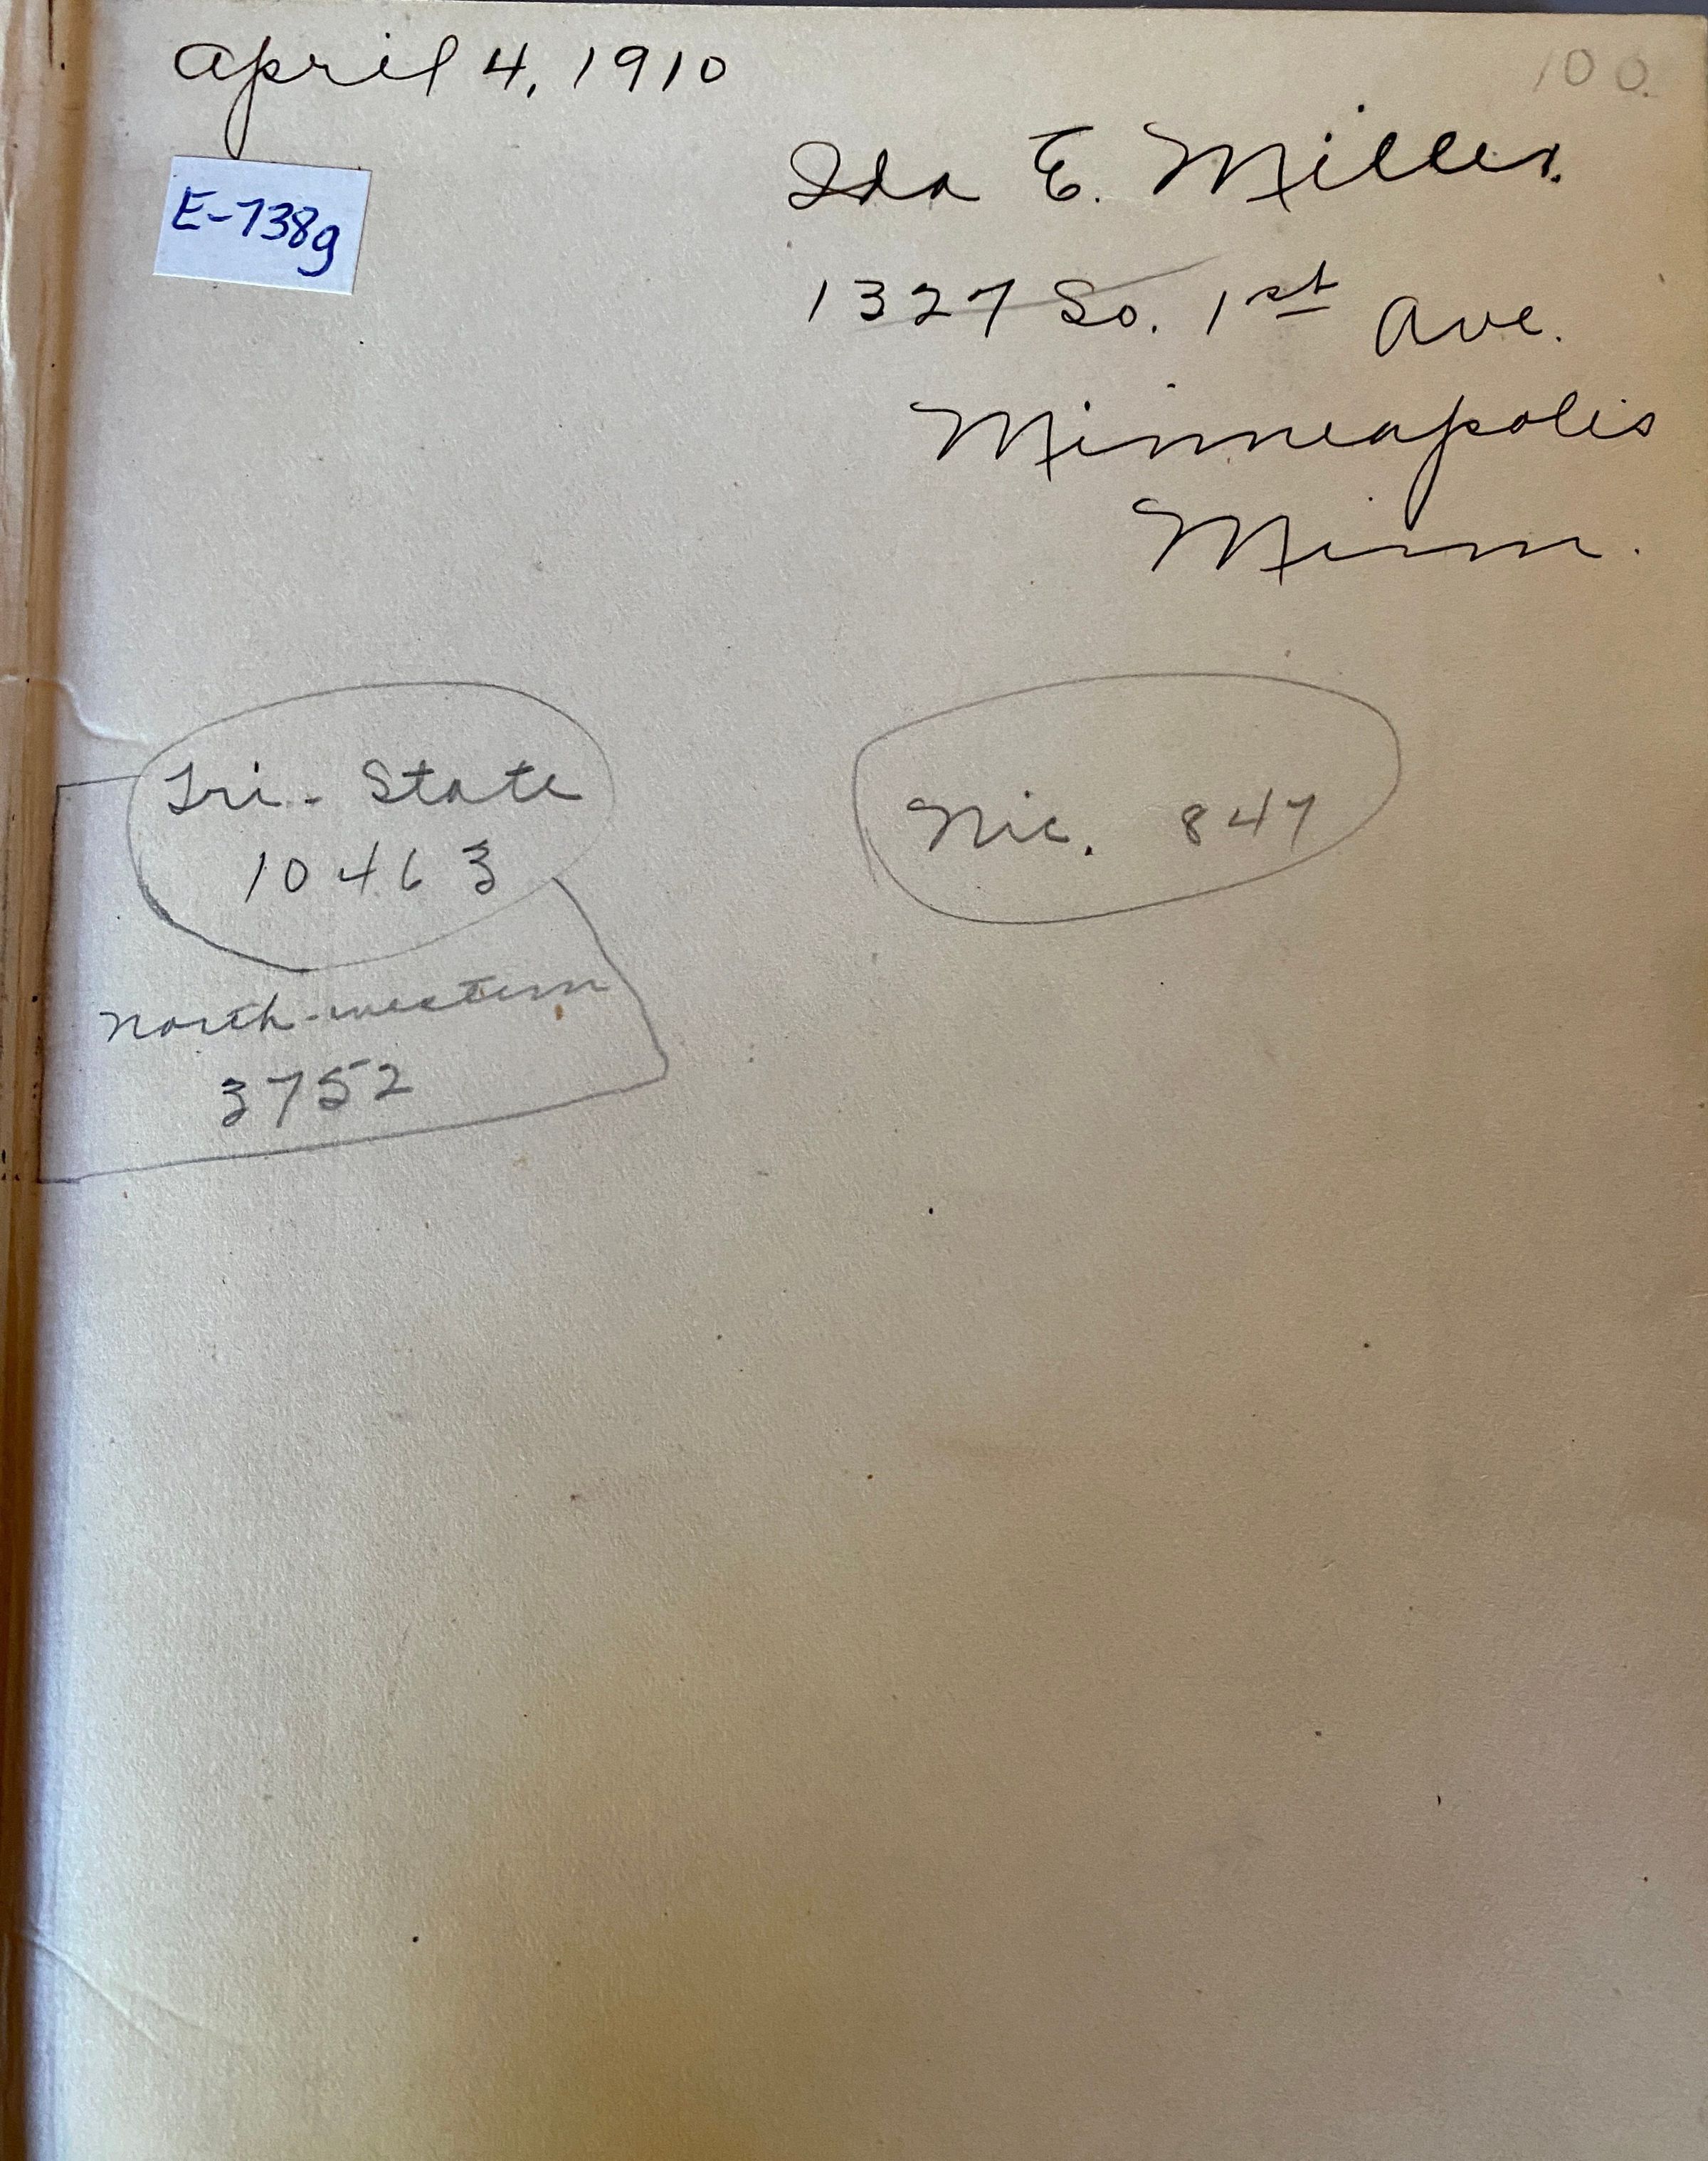 April 4, 1910
100.
E-738g
Ida E. Miller.
1327 So. 1st Ave.
Minneapolis
Minn.
Tri-State
10463
Nic. 847
North-western
3752